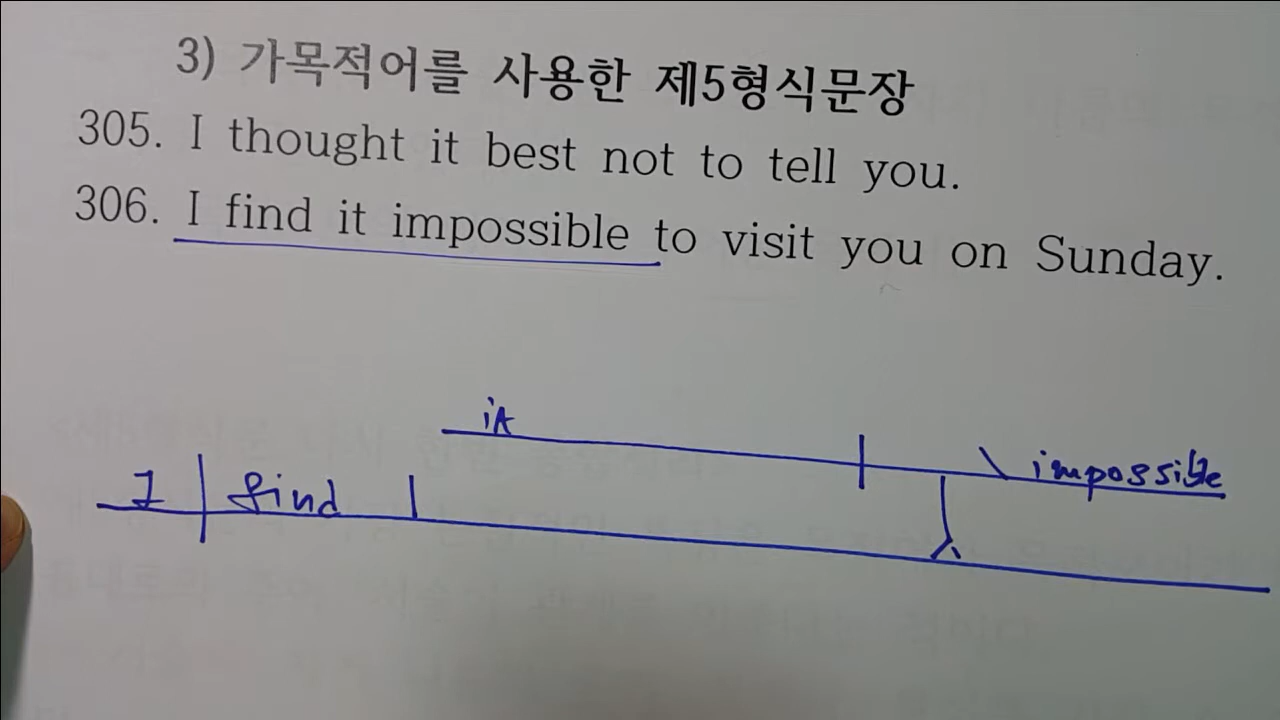 3) 가목적어를 사용한 제5형식문장
305. I thought it best not to tell you.
306. I find it impossible to visit you on Sunday.
it
I find impossible